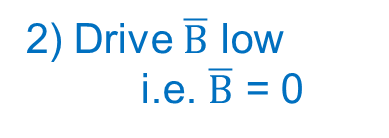 2) Drive B̅ low
i.e. B̅ = 0